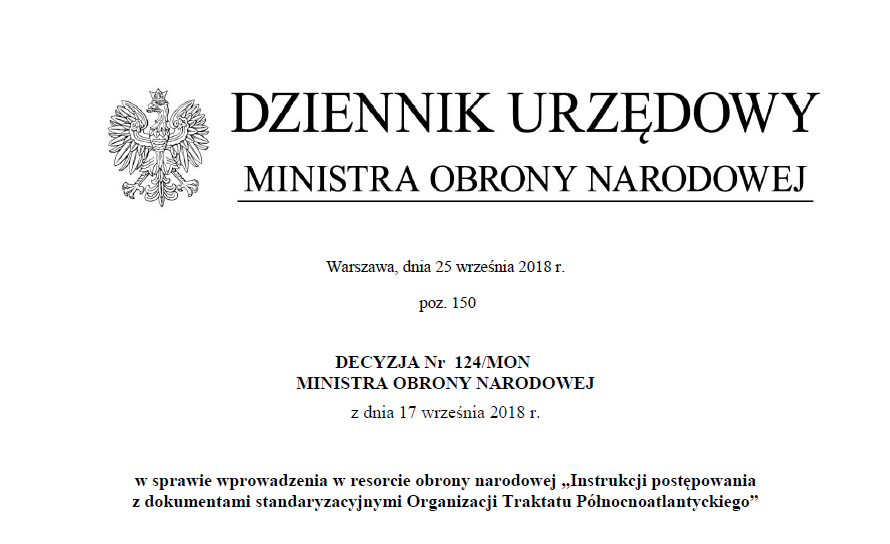 DZIENNIK URZĘDOWY
MINISTRA OBRONY NARODOWEJ
Warszawa, dnia 25 września 2018 r.
poz. 150
DECYZJA Nr 124/MON
MINISTRA OBRONY NARODOWEJ
z dnia 17 września 2018 r.
w sprawie wprowadzenia w resorcie obrony narodowej „Instrukcji postępowania
z dokumentami standaryzacyjnymi Organizacji Traktatu Północnoatlantyckiego”